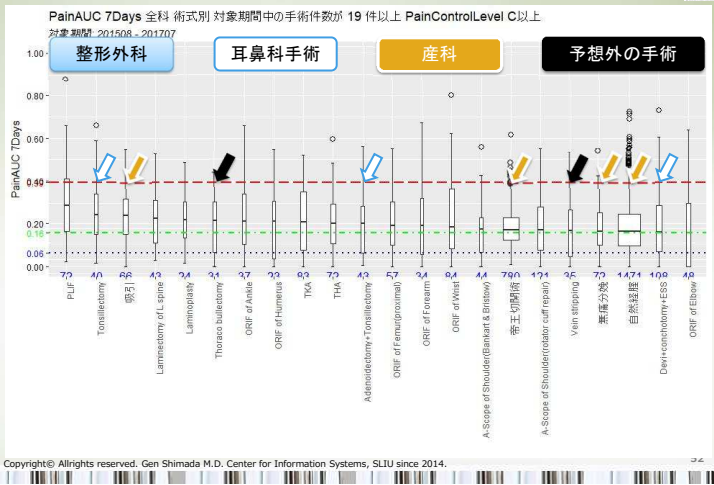 PainAUC 7Days 全科 術式別 対象期間中の手術件数が 19 件以上 PainControlLevel C以上
対象期間: 201508 - 201707
整形外科
耳鼻科手術
産科
予想外の手術
PainAUC 7Days
1.00
0.80
0.60
0.40
0.20
0.18
0.06
0.00
72 40 66 43 24 31 37 23 83 72 43 57 34 84 44 780 121 35 72 1471 108 48
PLIF
Tonsillectomy
吸引
Laminectomy of L spine
Laminoplasty
Thoraco bullectomy
ORIF of Ankle
ORIF of Humerus
TKA
THA
Adenoidectomy+Tonsillectomy
ORIF of Femur(proximal)
ORIF of Forearm
ORIF of Wrist
A-Scope of Shoulder(Bankart & Bristow)
帝王切開術
A-Scope of Shoulder(rotator cuff repair)
Vein stripping
無痛分娩
自然経腟
Devi+conchotomy+ESS
ORIF of Elbow
Copyright© Allrights reserved. Gen Shimada M.D. Center for Information Systems, SLIU since 2014.